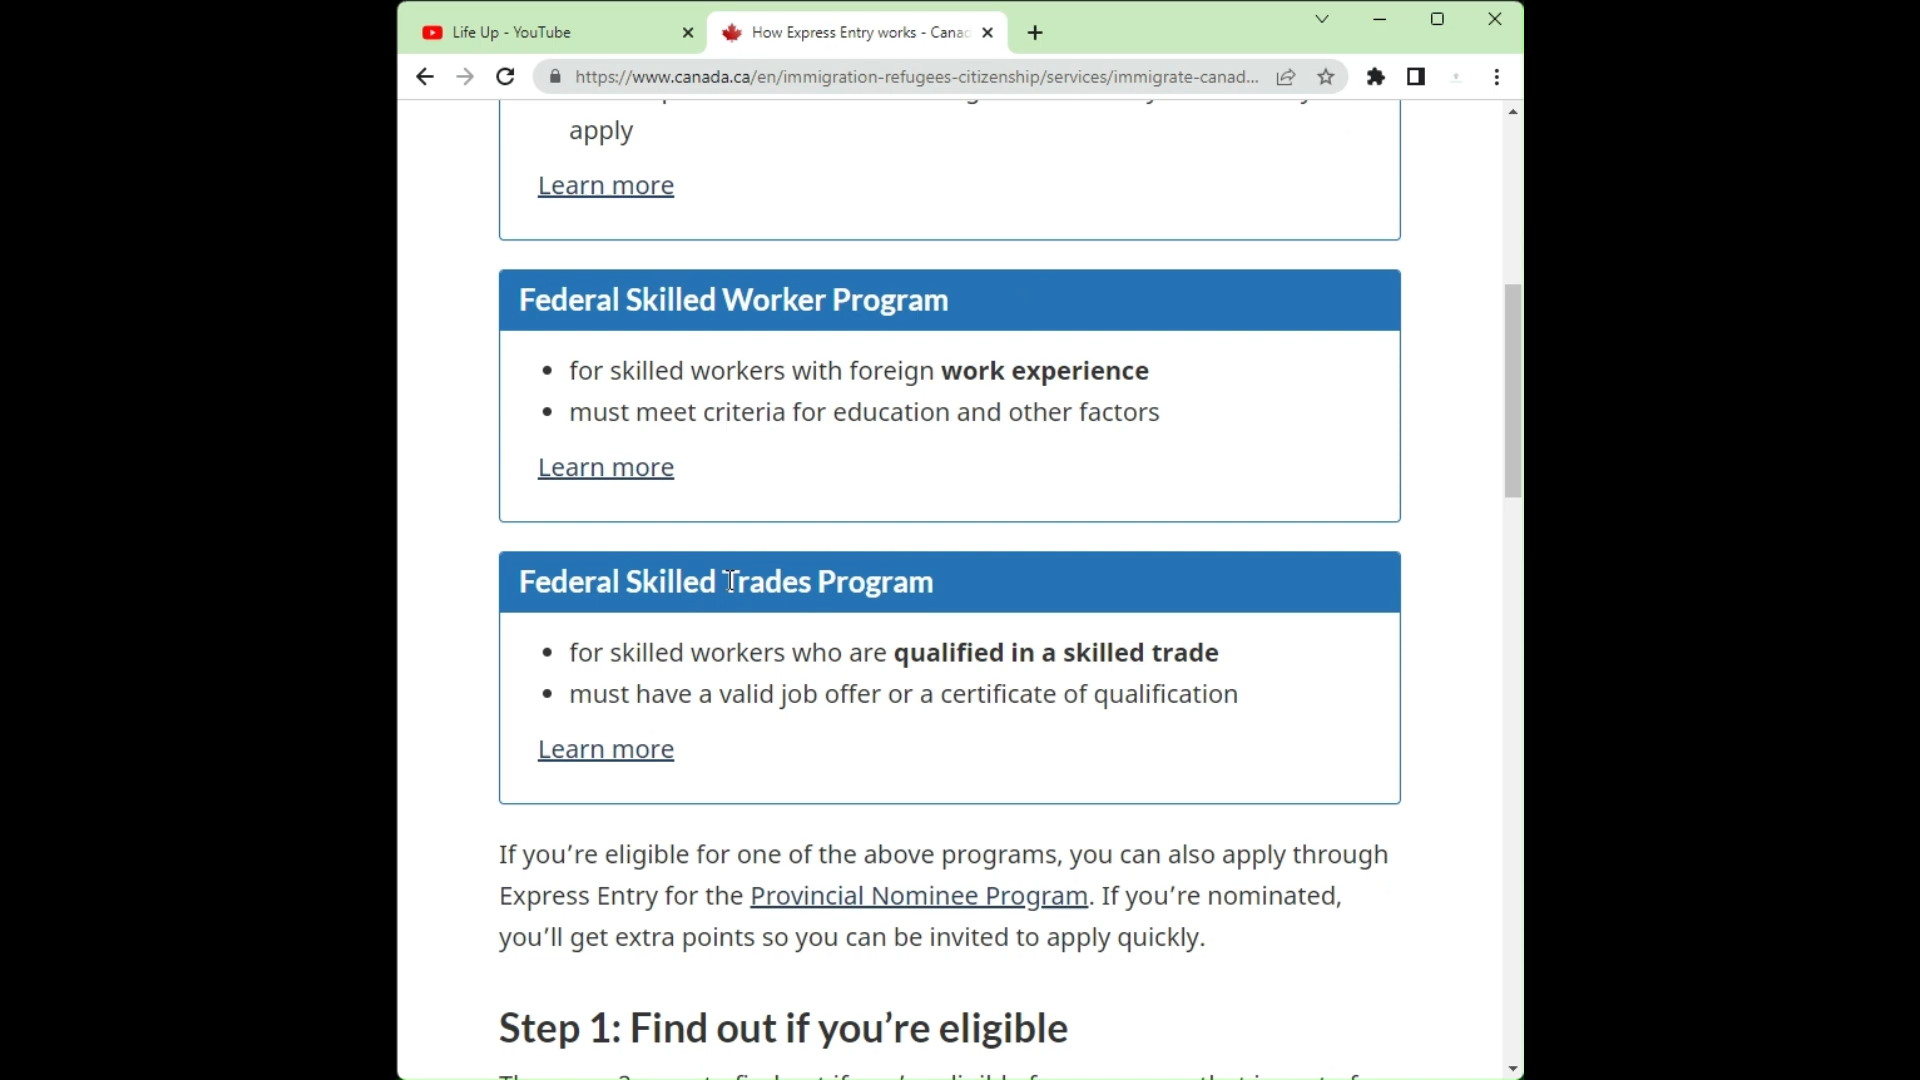 Life Up - YouTube
How Express Entry works - Canad
https://www.canada.ca/en/immigration-refugees-citizenship/services/immigrate-canad...
apply
Learn more
Federal Skilled Worker Program
• for skilled workers with foreign work experience
• must meet criteria for education and other factors
Learn more
Federal Skilled Trades Program
• for skilled workers who are qualified in a skilled trade
• must have a valid job offer or a certificate of qualification
Learn more
If you’re eligible for one of the above programs, you can also apply through
Express Entry for the Provincial Nominee Program. If you’re nominated,
you’ll get extra points so you can be invited to apply quickly.
Step 1: Find out if you’re eligible